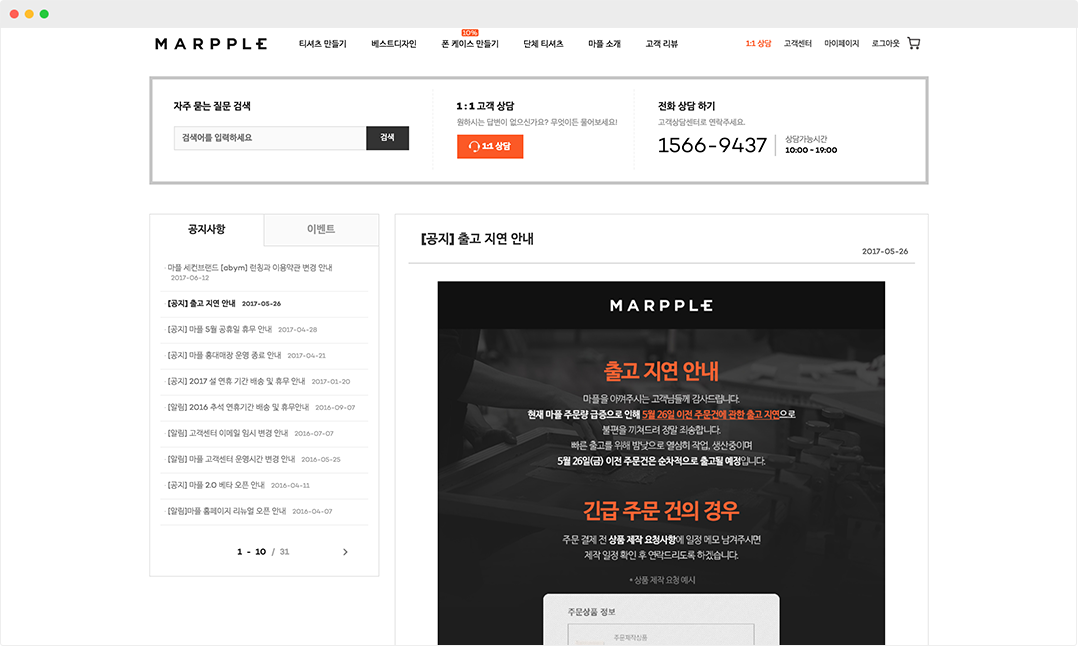 MARPPLE
티셔츠 만들기
베스트디자인
10%
폰 케이스 만들기
단체 티셔츠
마플 소개
고객 리뷰
1:1 상담
고객센터
마이페이지
로그아웃
자주 묻는 질문 검색
검색어를 입력하세요
검색
1 : 1 고객 상담
원하시는 답변이 없으신가요? 무엇이든 물어보세요!
1:1 상담
전화 상담 하기
고객상담센터로 연락주세요.
1566-9437
상담가능시간
10:00 - 19:00
공지사항
이벤트
· 마플 세컨브랜드 [obym] 런칭과 이용약관 변경 안내
2017-06-12
· [공지] 출고 지연 안내 2017-05-26
· [공지] 마플 5월 공휴일 휴무 안내 2017-04-28
· [공지] 마플 홍대매장 운영 종료 안내 2017-04-21
· [공지] 2017 설 연휴 기간 배송 및 휴무 안내 2017-01-20
· [알림] 2016 추석 연휴기간 배송 및 휴무안내 2016-09-07
· [알림] 고객센터 이메일 임시 변경 안내 2016-07-07
· [알림] 마플 고객센터 운영시간 변경 안내 2016-05-25
· [공지] 마플 2.0 베타 오픈 안내 2016-04-11
· [알림]마플 홈페이지 리뉴얼 오픈 안내 2016-04-07
1 - 10 / 31
[공지] 출고 지연 안내
2017-05-26
MARPPLE
출고 지연 안내
마플을 아껴주시는 고객님들께 감사드립니다.
현재 마플 주문량 급증으로 인해 5월 26일 이전 주문건에 관한 출고 지연으로
불편을 끼쳐드려 정말 죄송합니다.
빠른 출고를 위해 밤낮으로 열심히 작업, 생산중이며
5월 26일(금) 이전 주문건은 순차적으로 출고될 예정입니다.
긴급 주문 건의 경우
주문 결제 전 상품 제작 요청사항에 일정 메모 남겨주시면
제작 일정 확인 후 연락드리도록 하겠습니다.
* 상품 제작 요청 예시
주문상품 정보